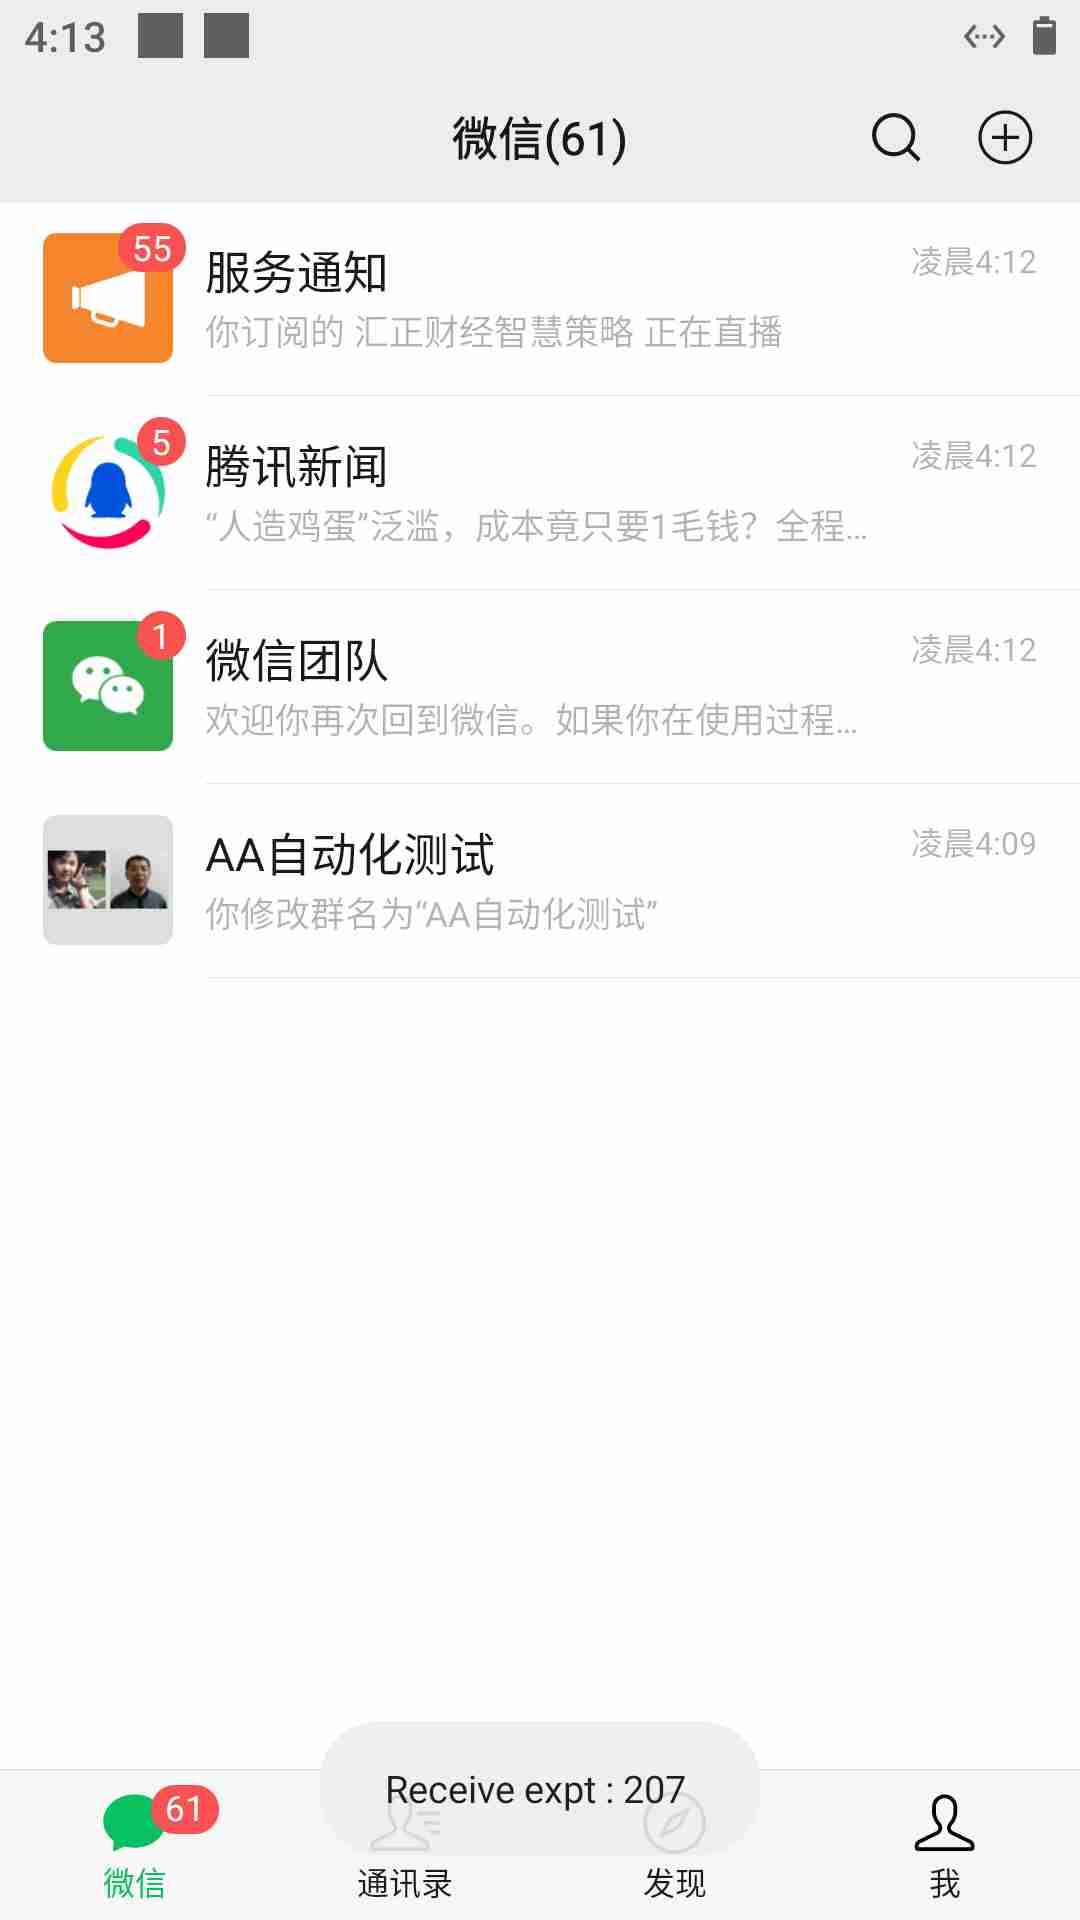 4:13
微信(61)
55
服务通知
凌晨4:12
你订阅的 汇正财经智慧策略 正在直播
5
腾讯新闻
凌晨4:12
“人造鸡蛋”泛滥，成本竟只要1毛钱？全程...
1
微信团队
凌晨4:12
欢迎你再次回到微信。如果你在使用过程...
AA自动化测试
凌晨4:09
你修改群名为“AA自动化测试”
Receive expt : 207
61
微信
通讯录
发现
我